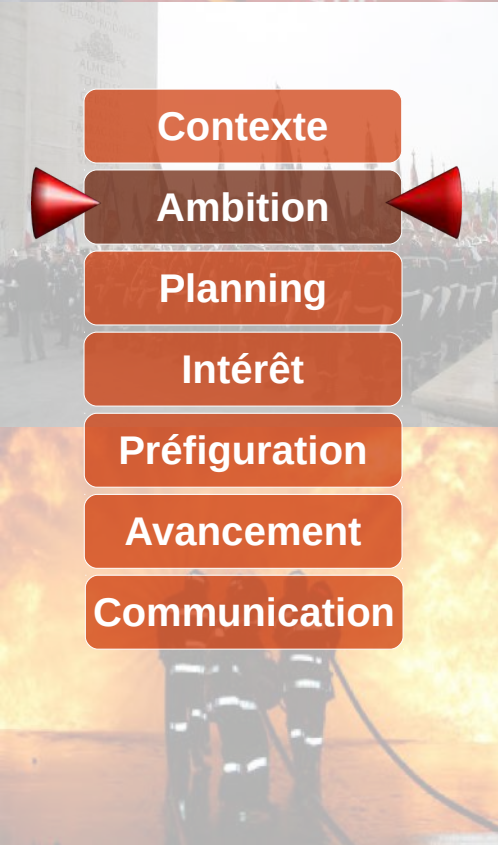 Contexte
Ambition
Planning
Intérêt
Préfiguration
Avancement
Communication